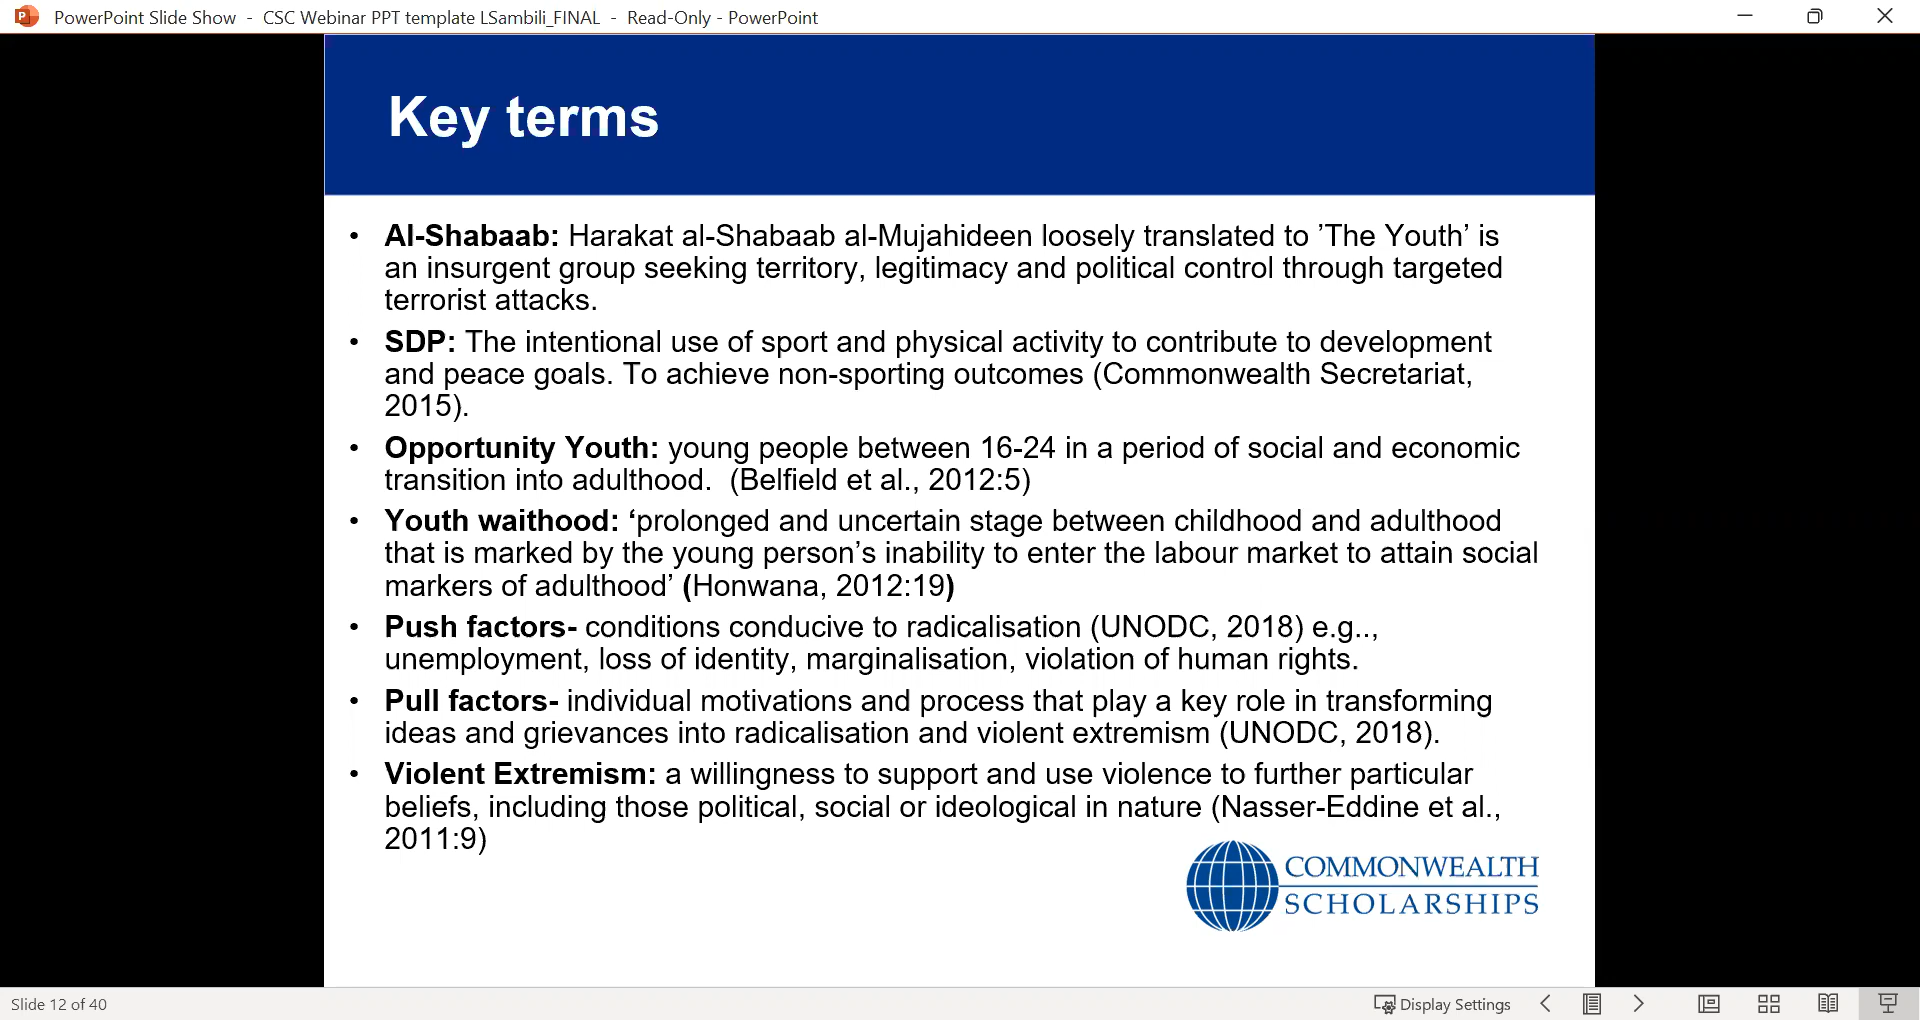 PowerPoint Slide Show - CSC Webinar PPT template LSambili_FINAL - Read-Only - PowerPoint
Key terms
• Al-Shabaab: Harakat al-Shabaab al-Mujahideen loosely translated to ’The Youth’ is
an insurgent group seeking territory, legitimacy and political control through targeted
terrorist attacks.
• SDP: The intentional use of sport and physical activity to contribute to development
and peace goals. To achieve non-sporting outcomes (Commonwealth Secretariat,
2015).
• Opportunity Youth: young people between 16-24 in a period of social and economic
transition into adulthood.  (Belfield et al., 2012:5)
• Youth waithood: ‘prolonged and uncertain stage between childhood and adulthood
that is marked by the young person’s inability to enter the labour market to attain social
markers of adulthood’ (Honwana, 2012:19)
• Push factors- conditions conducive to radicalisation (UNODC, 2018) e.g..,
unemployment, loss of identity, marginalisation, violation of human rights.
• Pull factors- individual motivations and process that play a key role in transforming
ideas and grievances into radicalisation and violent extremism (UNODC, 2018).
• Violent Extremism: a willingness to support and use violence to further particular
beliefs, including those political, social or ideological in nature (Nasser-Eddine et al.,
2011:9)
COMMONWEALTH
SCHOLARSHIPS
Slide 12 of 40
Display Settings